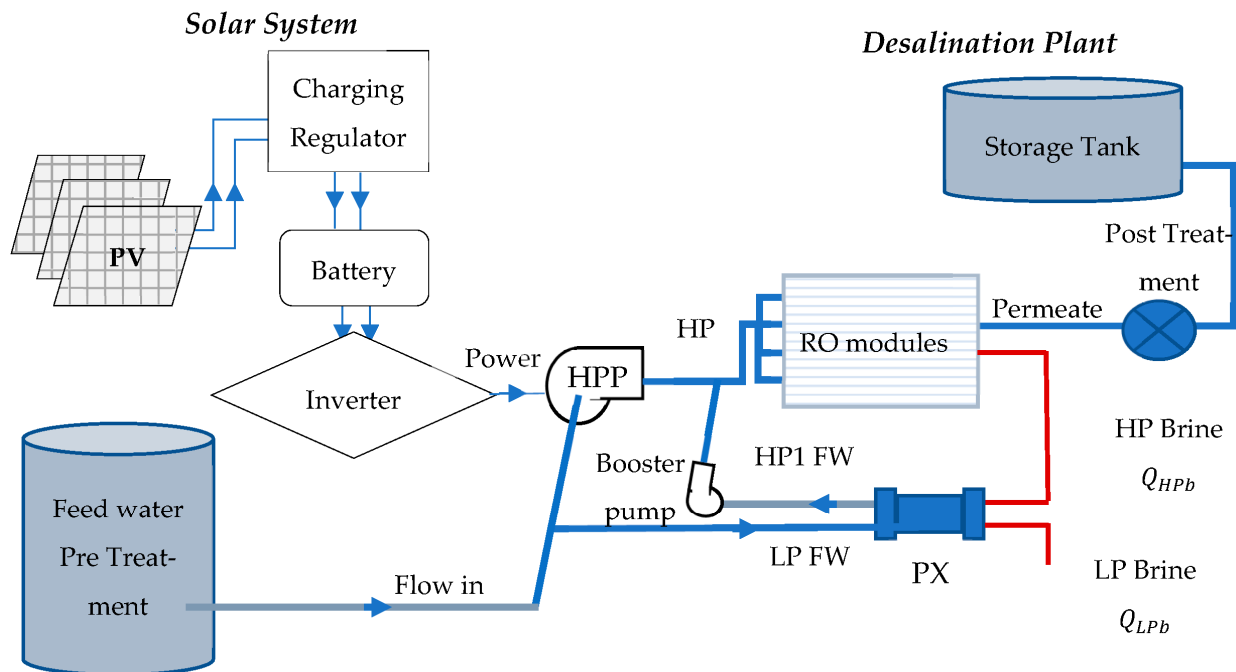 Solar System
Desalination Plant
Charging
Regulator
Storage Tank
PV
Battery
Post Treat-
ment
HP
RO modules
Permeate
Power
HPP
Inverter
Booster
pump
HP1 FW
HP Brine
Q_HPb
Feed water
Pre Treat-
ment
LP FW
PX
LP Brine
Q_LPb
Flow in